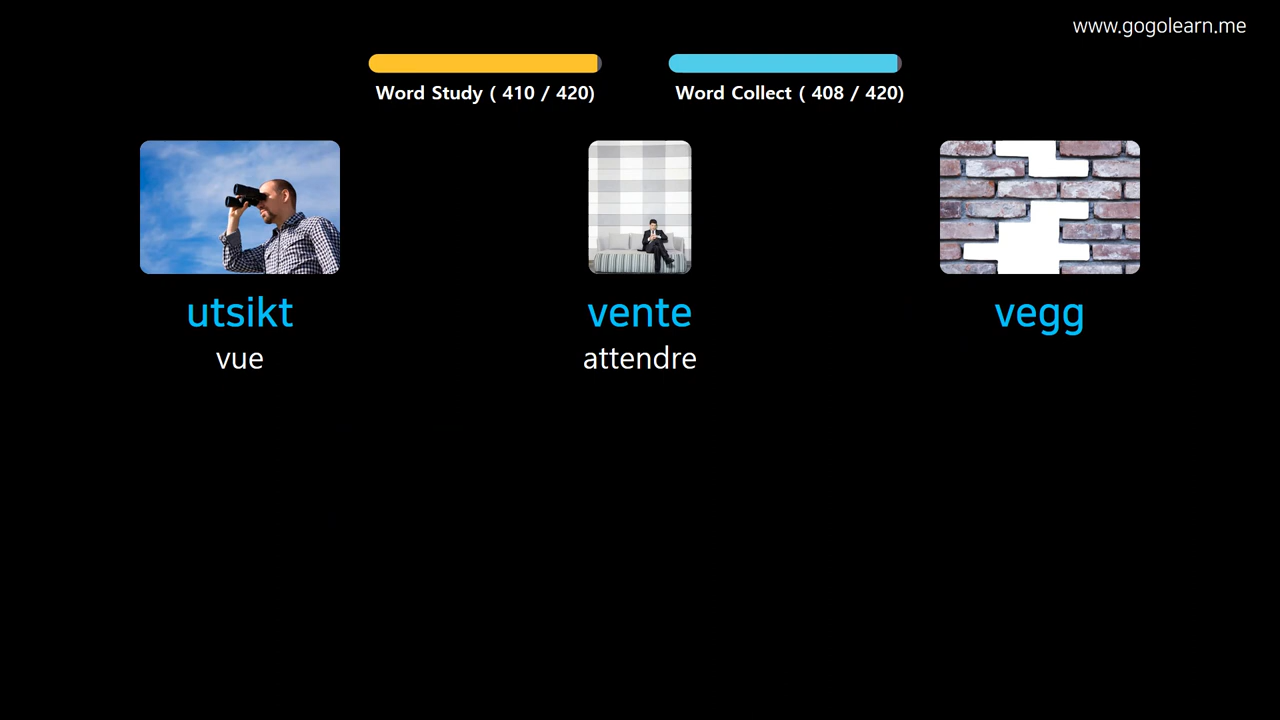 www.gogolearn.me
Word Study ( 410 / 420)
Word Collect ( 408 / 420)
utsikt
vue
vente
attendre
vegg